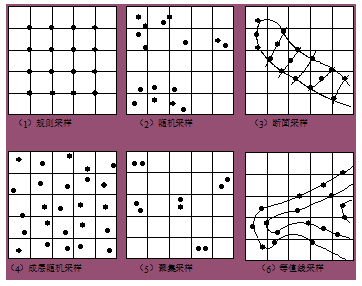 (1) 规则采样
(2) 随机采样
(3) 断面采样
(4) 成层随机采样
(5) 聚集采样
(6) 等值线采样